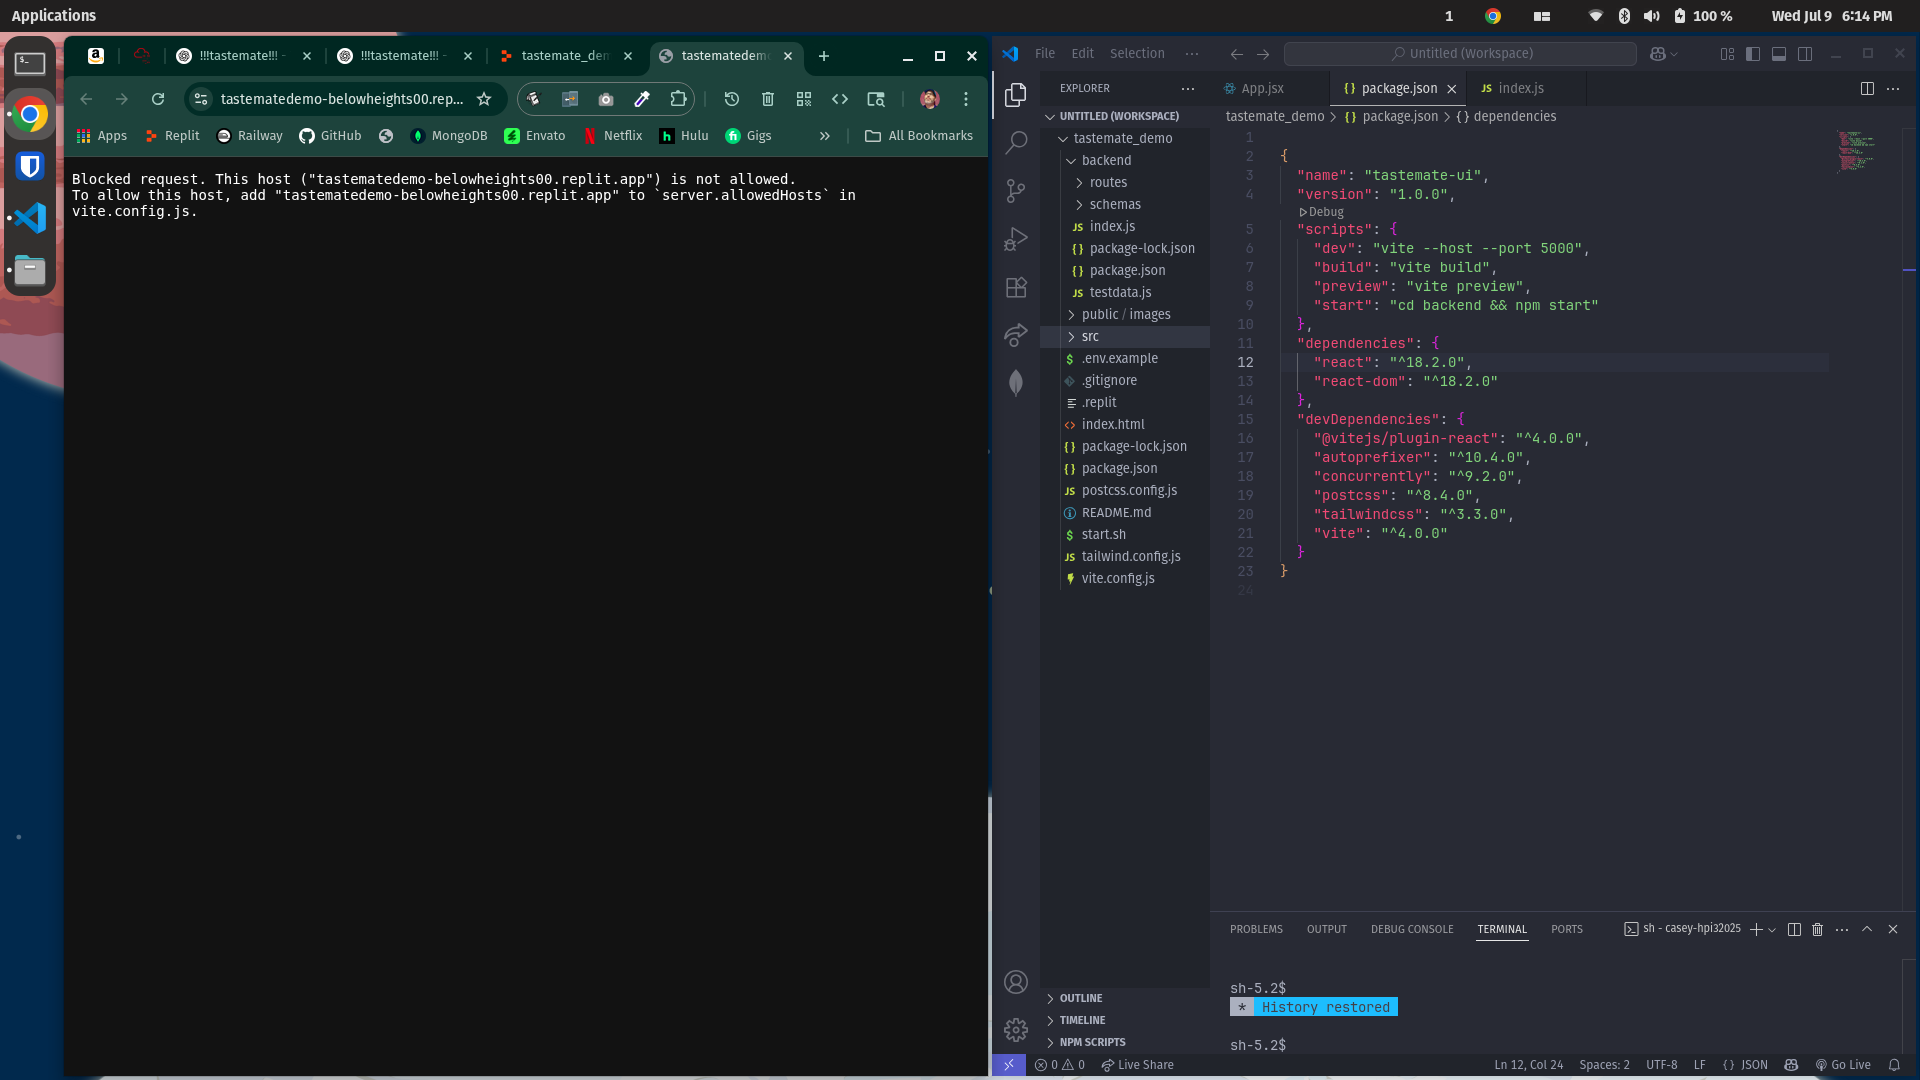 Applications
1
100 %
Wed Jul 9 6:14 PM
!!!tastemate!!! -
!!!tastemate!!! -
tastemate_dem
tastematedemo
tastematedemo-belowheights00.rep...
Apps
Replit
Railway
GitHub
MongoDB
Envato
Netflix
Hulu
Gigs
»
All Bookmarks
Blocked request. This host ("tastematedemo-belowheights00.replit.app") is not allowed.
To allow this host, add "tastematedemo-belowheights00.replit.app" to `server.allowedHosts` in
vite.config.js.
File Edit Selection ···
Untitled (Workspace)
EXPLORER
UNTITLED (WORKSPACE)
tastemate_demo
backend
routes
schemas
JS index.js
{} package-lock.json
{} package.json
JS testdata.js
public / images
src
$ .env.example
.gitignore
.replit
<> index.html
{} package-lock.json
{} package.json
JS postcss.config.js
README.md
$ start.sh
JS tailwind.config.js
vite.config.js
OUTLINE
TIMELINE
NPM SCRIPTS
App.jsx
{} package.json
JS index.js
tastemate_demo > {} package.json > {} dependencies
1
2 {
3 "name": "tastemate-ui",
4 "version": "1.0.0",
Debug
5 "scripts": {
6 "dev": "vite --host --port 5000",
7 "build": "vite build",
8 "preview": "vite preview",
9 "start": "cd backend && npm start"
10 },
11 "dependencies": {
12 "react": "^18.2.0",
13 "react-dom": "^18.2.0"
14 },
15 "devDependencies": {
16 "@vitejs/plugin-react": "^4.0.0",
17 "autoprefixer": "^10.4.0",
18 "concurrently": "^9.2.0",
19 "postcss": "^8.4.0",
20 "tailwindcss": "^3.3.0",
21 "vite": "^4.0.0"
22 }
23 }
24
PROBLEMS OUTPUT DEBUG CONSOLE TERMINAL PORTS
sh - casey-hpi32025
sh-5.2$
* History restored
sh-5.2$
0 0
Live Share
Ln 12, Col 24
Spaces: 2
UTF-8
LF
{} JSON
Go Live